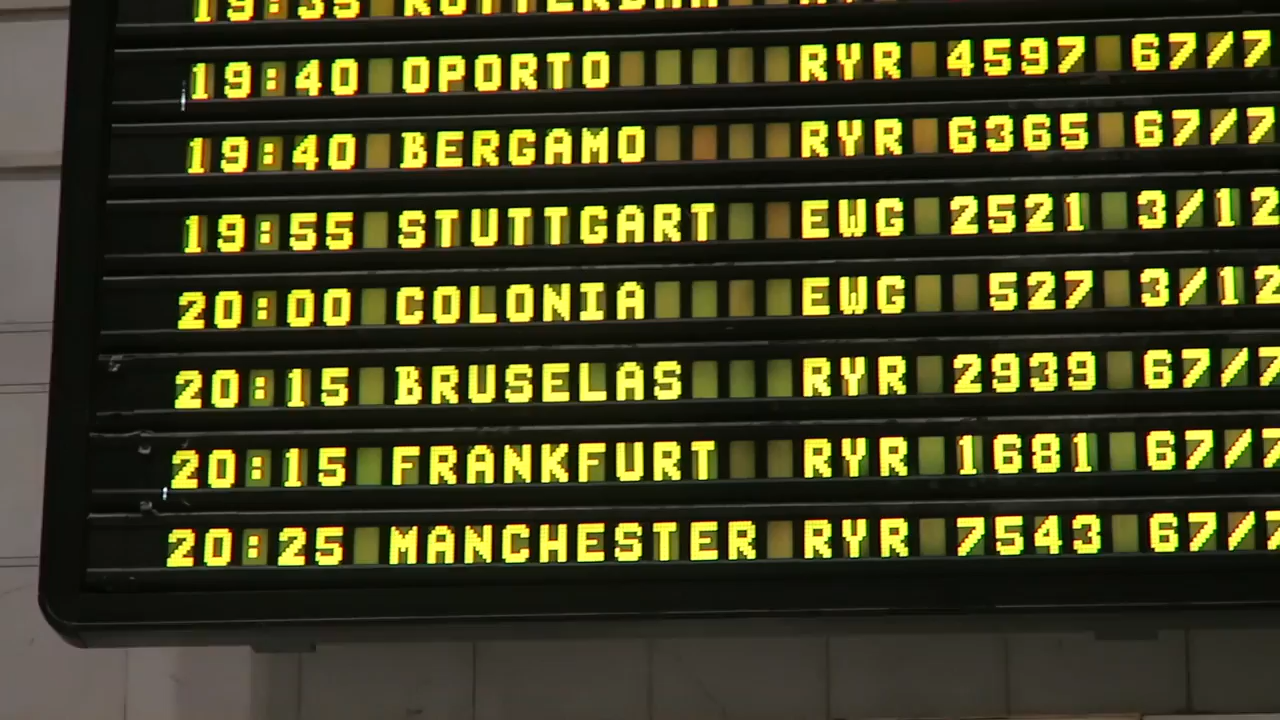 19:35 ROTTERDAM
19:40 OPORTO RYR 4597 67/7
19:40 BERGAMO RYR 6365 67/7
19:55 STUTTGART EWG 2521 3/12
20:00 COLONIA EWG 527 3/12
20:15 BRUSELAS RYR 2939 67/7
20:15 FRANKFURT RYR 1681 67/7
20:25 MANCHESTER RYR 7543 67/7